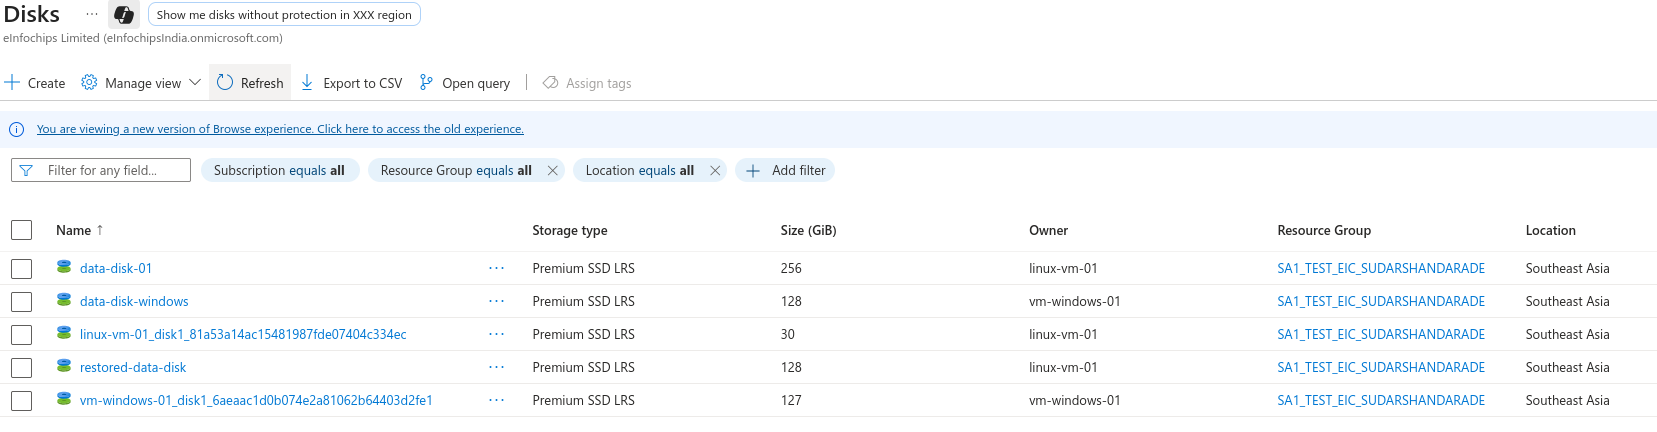 Disks ... Show me disks without protection in XXX region
eInfochips Limited (eInfochipsIndia.onmicrosoft.com)
Create Manage view Refresh Export to CSV Open query Assign tags
You are viewing a new version of Browse experience. Click here to access the old experience.
Filter for any field... Subscription equals all Resource Group equals all Location equals all Add filter
Name ↑ Storage type Size (GiB) Owner Resource Group Location
data-disk-01 ... Premium SSD LRS 256 linux-vm-01 SA1_TEST_EIC_SUDARSHANDARADE Southeast Asia
data-disk-windows ... Premium SSD LRS 128 vm-windows-01 SA1_TEST_EIC_SUDARSHANDARADE Southeast Asia
linux-vm-01_disk1_81a53a14ac15481987fde07404c334ec ... Premium SSD LRS 30 linux-vm-01 SA1_TEST_EIC_SUDARSHANDARADE Southeast Asia
restored-data-disk ... Premium SSD LRS 128 linux-vm-01 SA1_TEST_EIC_SUDARSHANDARADE Southeast Asia
vm-windows-01_disk1_6aeaac1d0b074e2a81062b64403d2fe1 ... Premium SSD LRS 127 vm-windows-01 SA1_TEST_EIC_SUDARSHANDARADE Southeast Asia